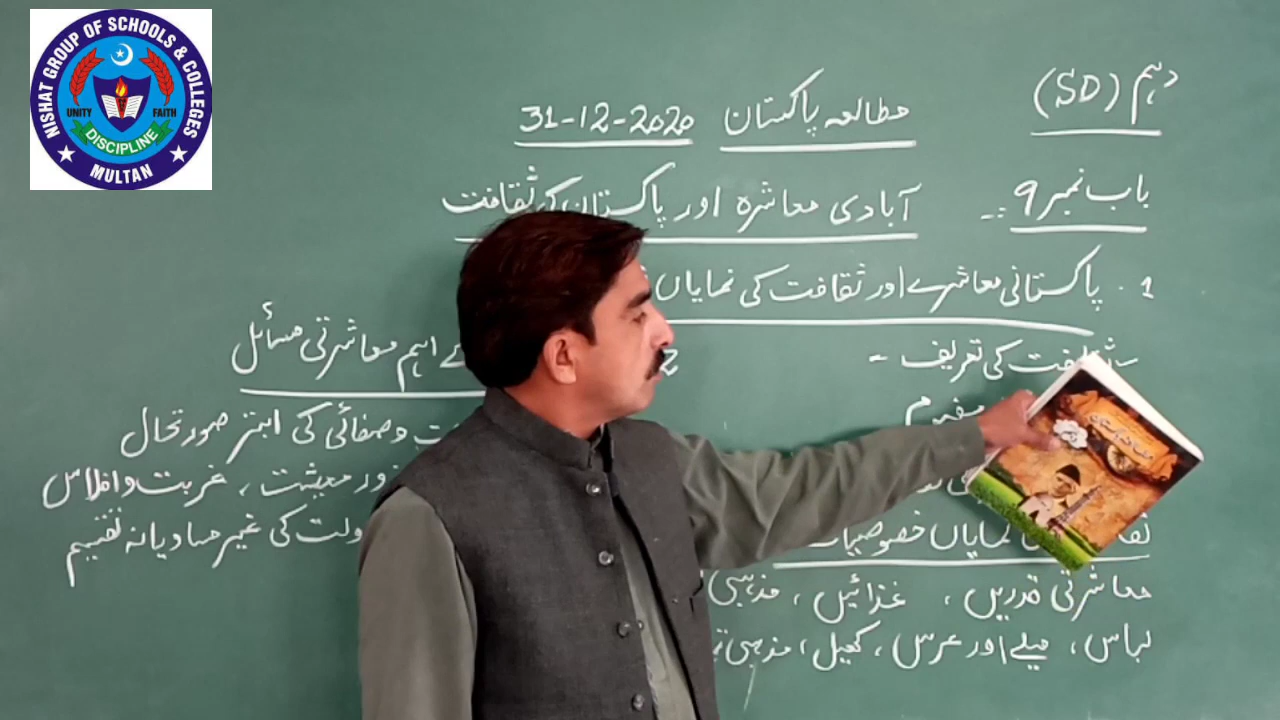 NISHAT GROUP OF SCHOOLS & COLLEGES
UNITY FAITH
DISCIPLINE
MULTAN
دہم (SD)
مطالعہ پاکستان 31-12-2020
باب نمبر 9 :-
آبادی معاشرہ اور پاکستان کی ثقافت
1. پاکستانی معاشرے اور ثقافت کی نمایاں
ثقافت کی تعریف -
مفہوم
نمایاں خصوصیات
معاشرتی قدریں ، غذائیں ، مذہبی
لباس ، میلے اور عرس ، کھیل ، مذہبی
2
کے اہم معاشرتی مسائل
وصفائی کی ابتر صورتحال
معیشت ، غربت و افلاس
دولت کی غیر مساویانہ تقسیم